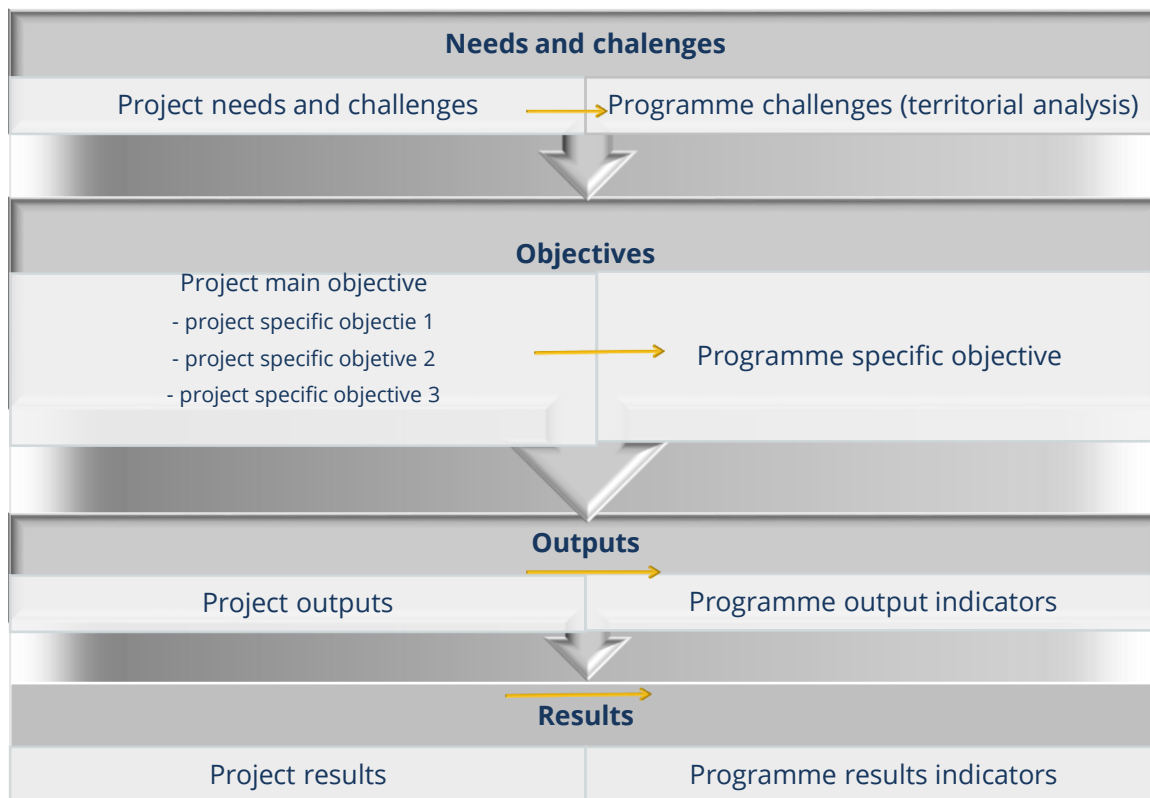 Needs and chalenges
Project needs and challenges
Programme challenges (territorial analysis)
Objectives
Project main objective
- project specific objectie 1
- project specific objetive 2
- project specific objective 3
Programme specific objective
Outputs
Project outputs
Programme output indicators
Results
Project results
Programme results indicators